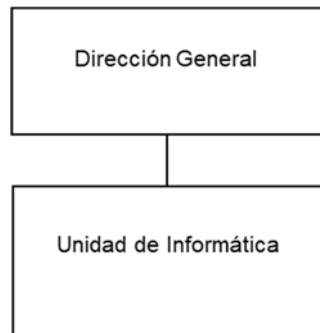 Dirección General
Unidad de Informática